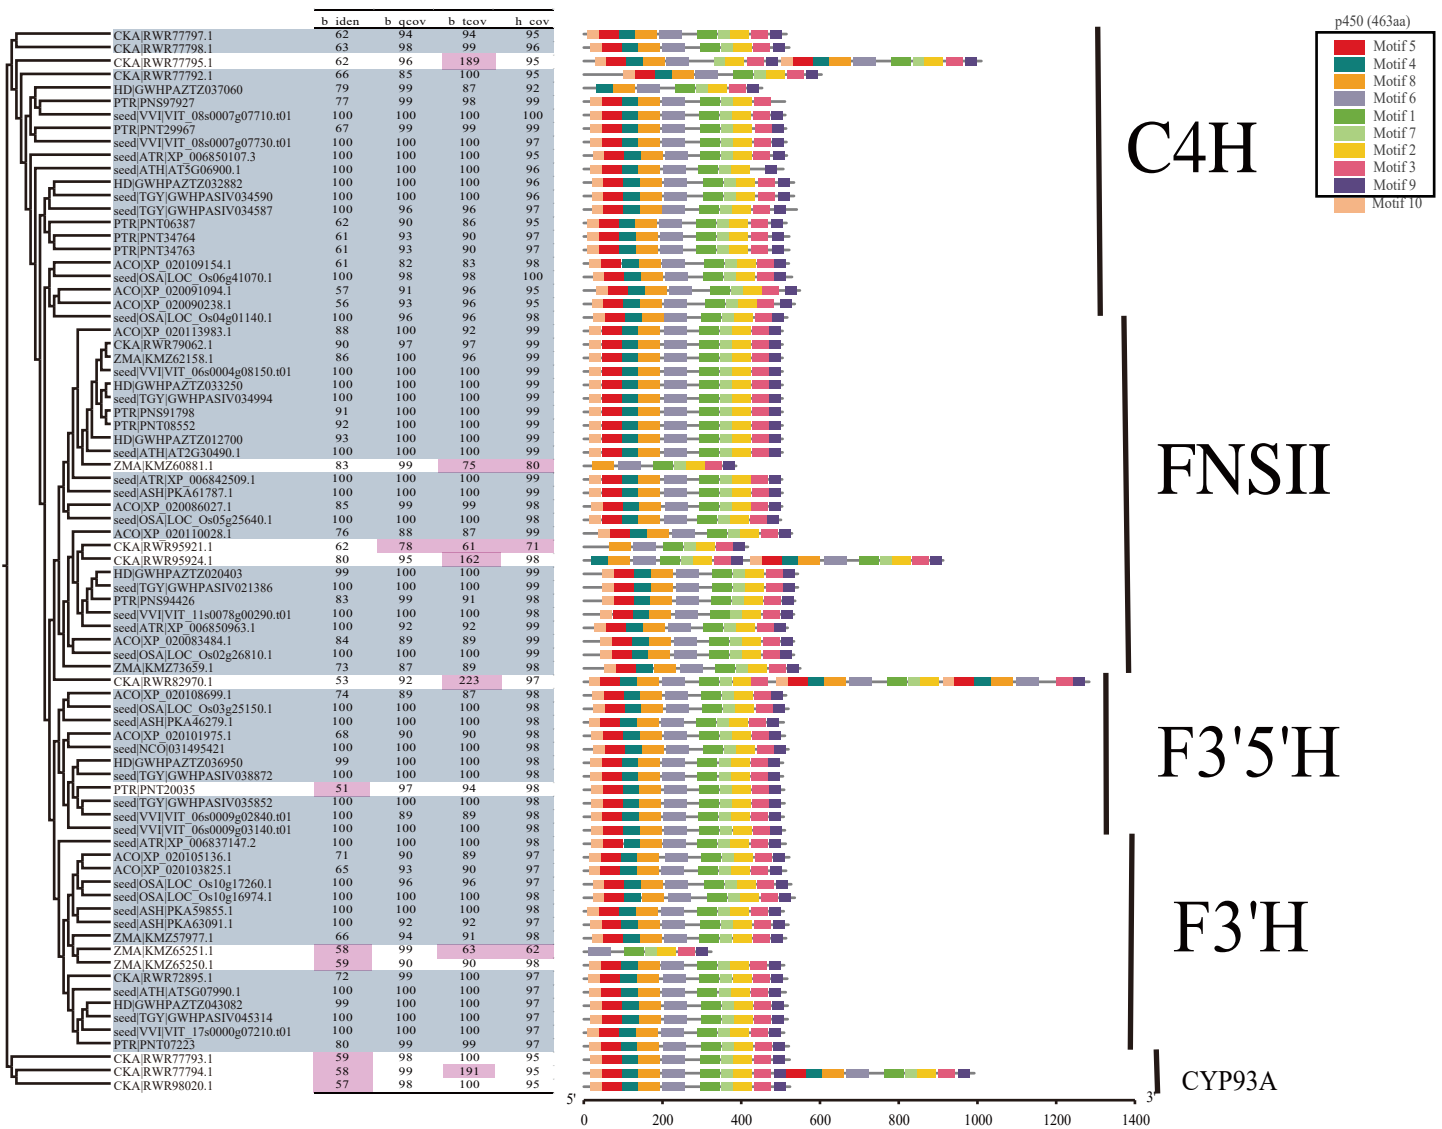 b_iden b_qcov b_tcov h_cov
CKA|RWR77797.1 62 94 94 95
CKA|RWR77798.1 63 98 99 96
CKA|RWR77795.1 62 96 189 95
CKA|RWR77792.1 66 85 100 95
HD|GWHPAZTZ037060 79 99 87 92
PTR|PNS97927 77 99 98 99
seed|VVI|VIT_08s0007g07710.t01 100 100 100 100
PTR|PNT29967 67 99 99 99
seed|VVI|VIT_08s0007g07730.t01 100 100 100 97
seed|ATR|XP_006850107.3 100 100 100 95
seed|ATH|AT5G06900.1 100 100 100 96
HD|GWHPAZTZ032882 100 100 100 96
seed|TGY|GWHPASIV034590 100 100 100 96
seed|TGY|GWHPASIV034587 100 96 96 97
PTR|PNT06387 62 90 86 95
PTR|PNT34764 61 93 90 97
PTR|PNT34763 61 93 90 97
ACO|XP_020109154.1 61 82 83 98
seed|OSA|LOC_Os06g41070.1 100 98 98 100
ACO|XP_020091094.1 57 91 96 95
ACO|XP_020090238.1 56 93 96 95
seed|OSA|LOC_Os04g01140.1 100 96 96 98
ACO|XP_020113983.1 88 100 92 99
CKA|RWR79062.1 90 97 97 99
ZMA|KMZ62158.1 86 100 96 99
seed|VVI|VIT_06s0004g08150.t01 100 100 100 99
HD|GWHPAZTZ033250 100 100 100 99
seed|TGY|GWHPASIV034994 100 100 100 99
PTR|PNS91798 91 100 100 99
PTR|PNT08552 92 100 100 99
HD|GWHPAZTZ012700 93 100 100 99
seed|ATH|AT2G30490.1 100 100 100 99
ZMA|KMZ60881.1 83 99 75 80
seed|ATR|XP_006842509.1 100 100 100 99
seed|ASH|PKA61787.1 100 100 100 99
ACO|XP_020086027.1 85 99 99 98
seed|OSA|LOC_Os05g25640.1 100 100 100 98
ACO|XP_020110028.1 76 88 87 99
CKA|RWR95921.1 62 78 61 71
CKA|RWR95924.1 80 95 162 98
HD|GWHPAZTZ020403 99 100 100 99
seed|TGY|GWHPASIV021386 100 100 100 99
PTR|PNS94426 83 99 91 98
seed|VVI|VIT_11s0078g00290.t01 100 100 100 98
seed|ATR|XP_006850963.1 100 92 92 99
ACO|XP_020083484.1 84 89 89 99
seed|OSA|LOC_Os02g26810.1 100 100 100 99
ZMA|KMZ73659.1 73 87 89 98
CKA|RWR82970.1 53 92 223 97
ACO|XP_020108699.1 74 89 87 98
seed|OSA|LOC_Os03g25150.1 100 100 100 98
seed|ASH|PKA46279.1 100 100 100 98
ACO|XP_020101975.1 68 90 90 98
seed|NCO|031495421 100 100 100 98
HD|GWHPAZTZ036950 99 100 100 98
seed|TGY|GWHPASIV038872 100 100 100 98
PTR|PNT20035 51 97 94 98
seed|TGY|GWHPASIV035852 100 100 100 98
seed|VVI|VIT_06s0009g02840.t01 100 89 89 98
seed|VVI|VIT_06s0009g03140.t01 100 100 100 98
seed|ATR|XP_006837147.2 100 100 100 98
ACO|XP_020105136.1 71 90 89 97
ACO|XP_020103825.1 65 93 90 97
seed|OSA|LOC_Os10g17260.1 100 96 96 97
seed|OSA|LOC_Os10g16974.1 100 100 100 98
seed|ASH|PKA59855.1 100 100 100 98
seed|ASH|PKA63091.1 100 92 92 97
ZMA|KMZ57977.1 66 94 91 98
ZMA|KMZ65251.1 58 99 63 62
ZMA|KMZ65250.1 59 90 90 98
CKA|RWR72895.1 72 99 100 97
seed|ATH|AT5G07990.1 100 100 100 97
HD|GWHPAZTZ043082 99 100 100 97
seed|TGY|GWHPASIV045314 100 100 100 97
seed|VVI|VIT_17s0000g07210.t01 100 100 100 97
PTR|PNT07223 80 99 99 97
CKA|RWR77793.1 59 98 100 95
CKA|RWR77794.1 58 99 191 95
CKA|RWR98020.1 57 98 100 95
5' 3'
0 200 400 600 800 1000 1200 1400
C4H
FNSII
F3'5'H
F3'H
CYP93A
p450 (463aa)
Motif 5
Motif 4
Motif 8
Motif 6
Motif 1
Motif 7
Motif 2
Motif 3
Motif 9
Motif 10